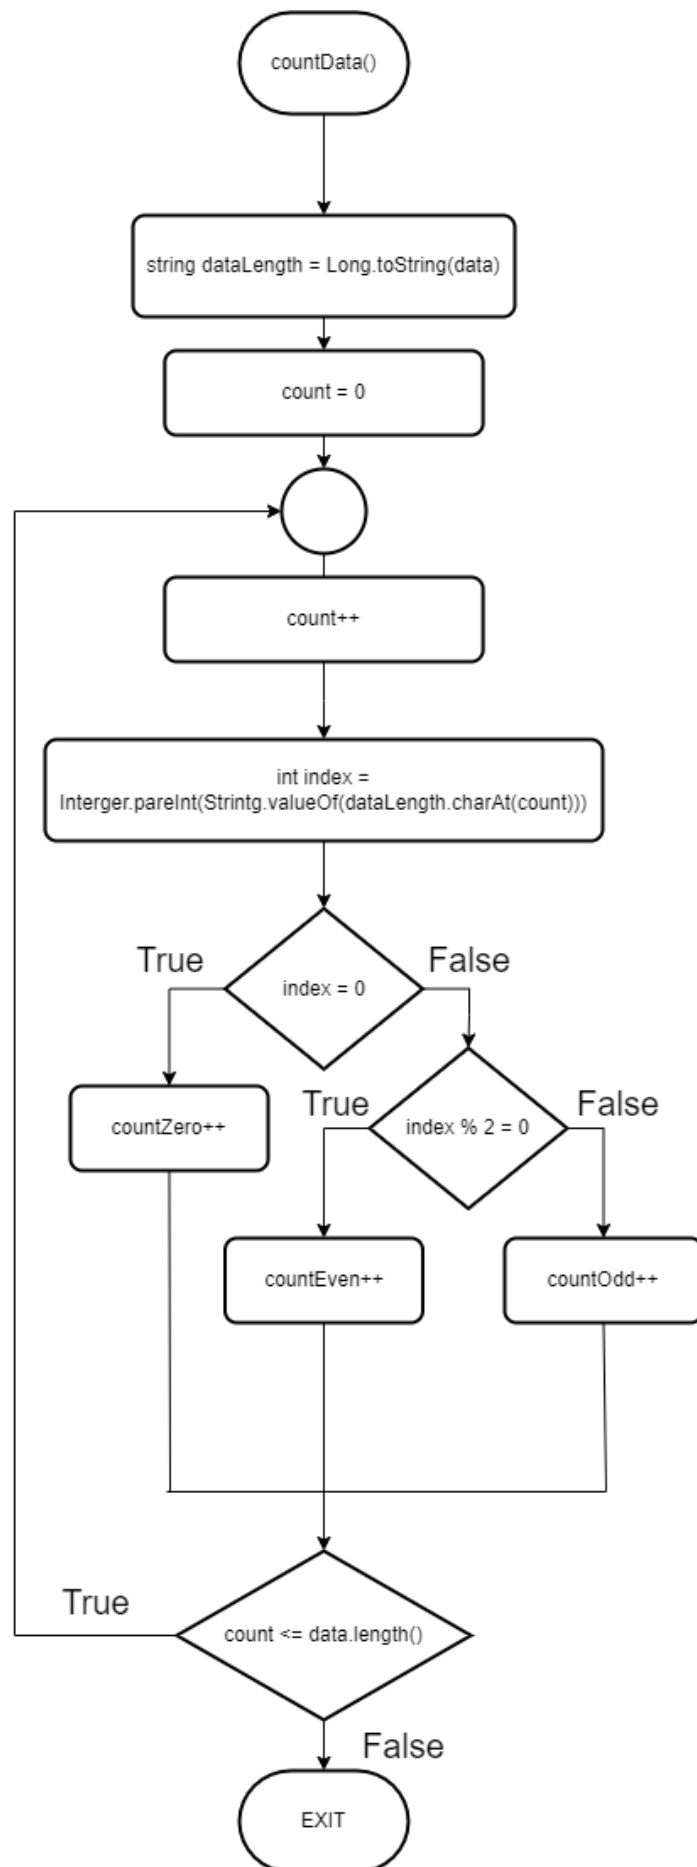 countData()
string dataLength = Long.toString(data)
count = 0
count++
int index =
Interger.pareInt(Strintg.valueOf(dataLength.charAt(count)))
True
False
index = 0
True
False
countZero++
index % 2 = 0
countEven++
countOdd++
True
count <= data.length()
False
EXIT